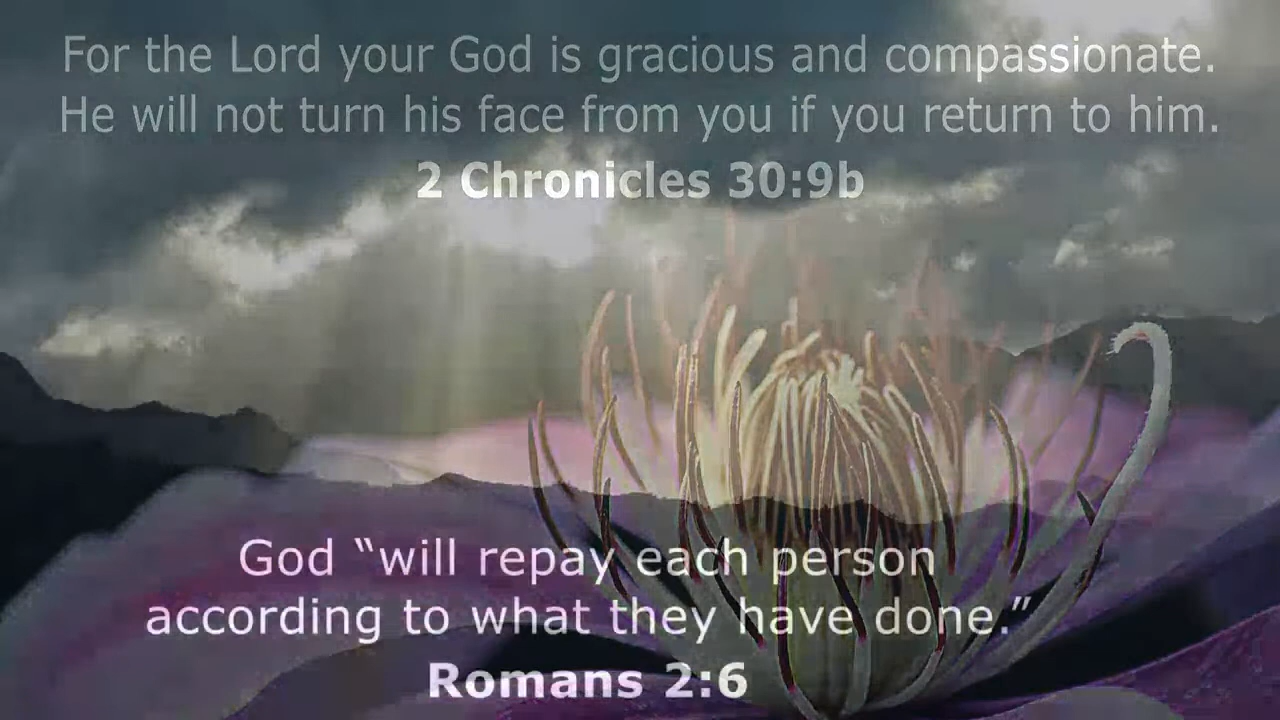 For the Lord your God is gracious and compassionate.
He will not turn his face from you if you return to him.
2 Chronicles 30:9b
God “will repay each person
according to what they have done.”
Romans 2:6